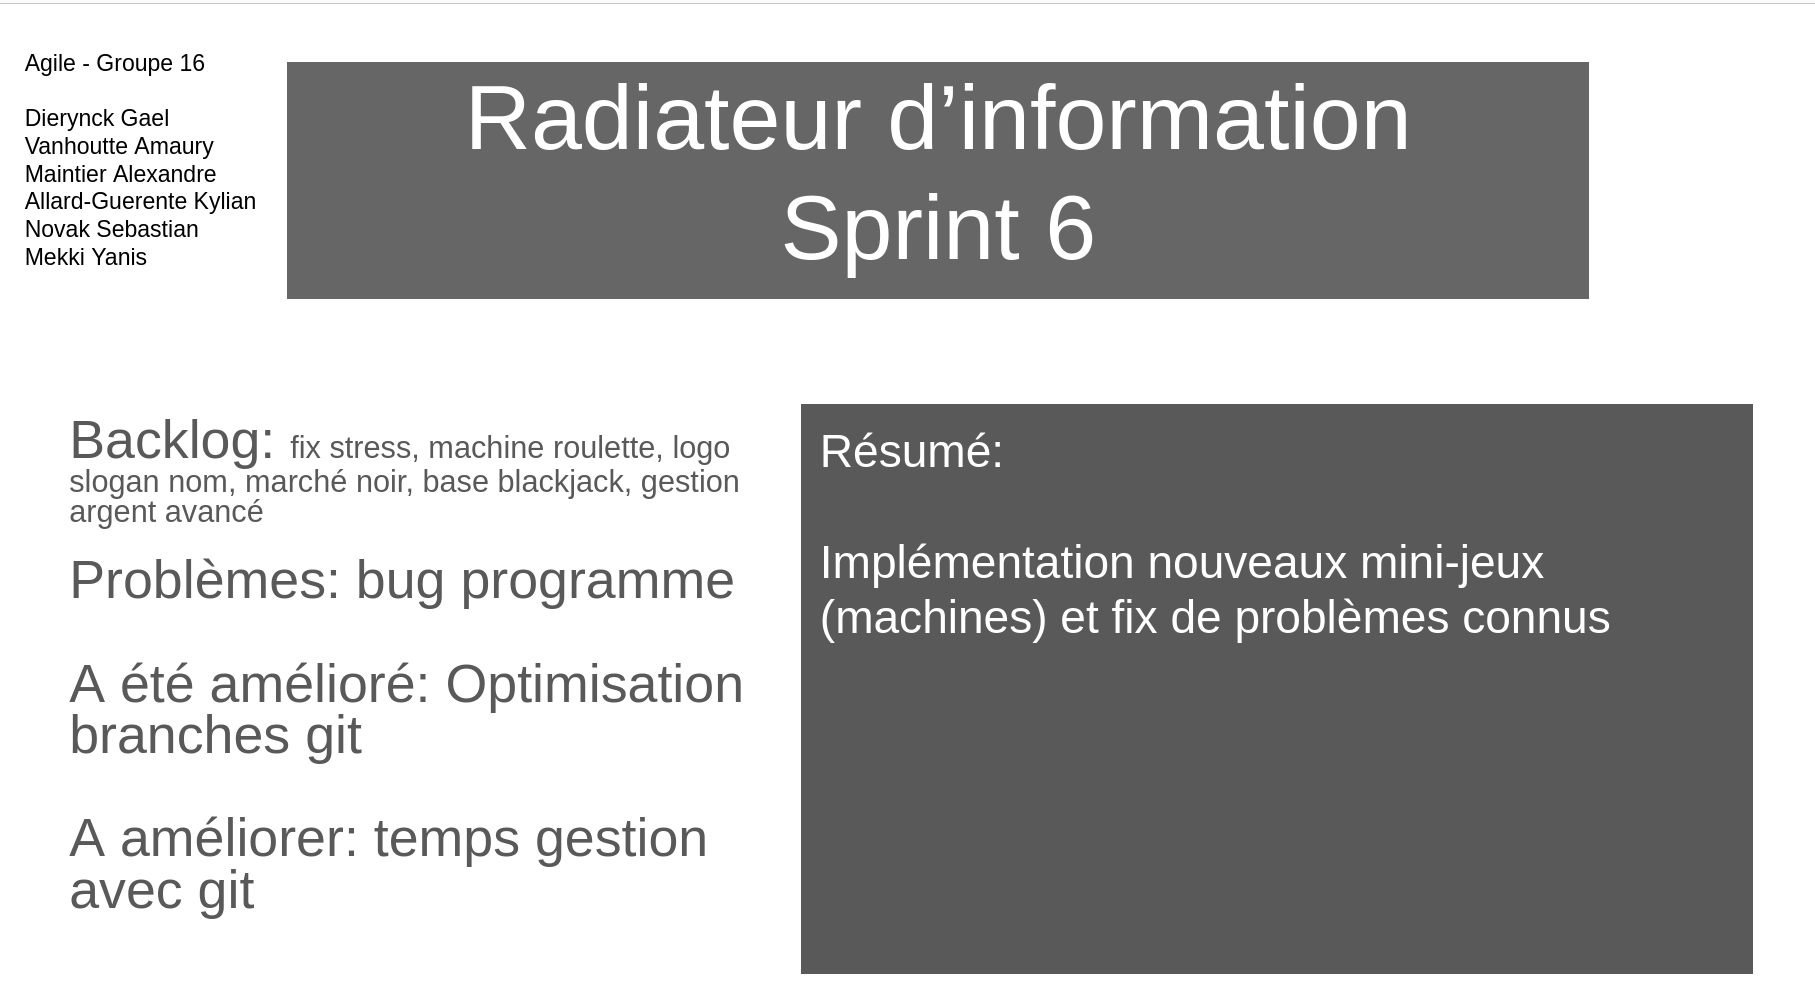 Agile - Groupe 16
Dierynck Gael
Vanhoutte Amaury
Maintier Alexandre
Allard-Guerente Kylian
Novak Sebastian
Mekki Yanis
Radiateur d’information
Sprint 6
Backlog: fix stress, machine roulette, logo
slogan nom, marché noir, base blackjack, gestion
argent avancé
Problèmes: bug programme
A été amélioré: Optimisation
branches git
A améliorer: temps gestion
avec git
Résumé:
Implémentation nouveaux mini-jeux
(machines) et fix de problèmes connus